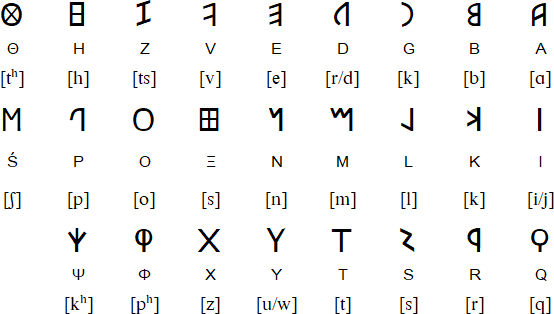 𐌈 𐌇 𐌆 𐌅 𐌄 𐌃 𐌂 𐌁 𐌀
Θ H Z V E D G B A
[tʰ] [h] [ts] [v] [e] [r/d] [k] [b] [ɑ]
𐌑 𐌐 𐌏 𐌎 𐌍 𐌌 𐌋 𐌊 𐌉
Ś P O Ξ N M L K I
[ʃ] [p] [o] [s] [n] [m] [l] [k] [i/j]
𐌙 𐌘 𐌗 𐌖 𐌕 𐌔 𐌓 𐌒
Ψ Φ X Y T S R Q
[kʰ] [pʰ] [z] [u/w] [t] [s] [r] [q]